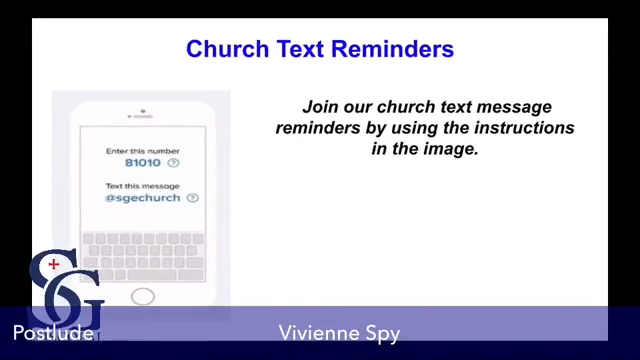 Church Text Reminders
Enter this number
81010 ?
Text this message
@sgechurch ?
Join our church text message
reminders by using the instructions
in the image.
SG
Postlude
Vivienne Spy